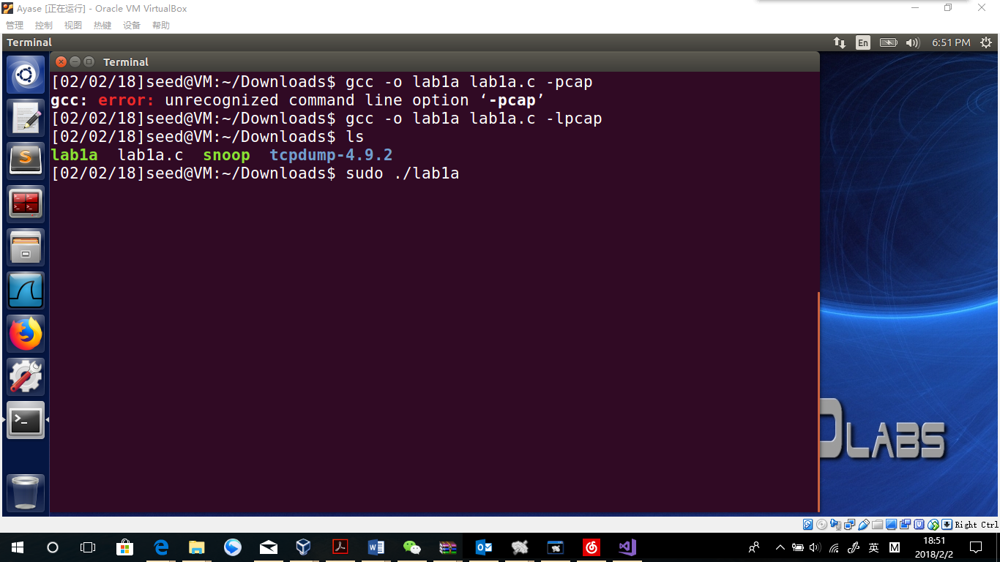 Ayase [正在运行] - Oracle VM VirtualBox
管理 控制 视图 热键 设备 帮助
Terminal En 6:51 PM
Terminal
[02/02/18]seed@VM:~/Downloads$ gcc -o lab1a lab1a.c -pcap
gcc: error: unrecognized command line option ‘-pcap’
[02/02/18]seed@VM:~/Downloads$ gcc -o lab1a lab1a.c -lpcap
[02/02/18]seed@VM:~/Downloads$ ls
lab1a lab1a.c snoop tcpdump-4.9.2
[02/02/18]seed@VM:~/Downloads$ sudo ./lab1a
LABS
Right Ctrl
英 M 18:51
2018/2/2